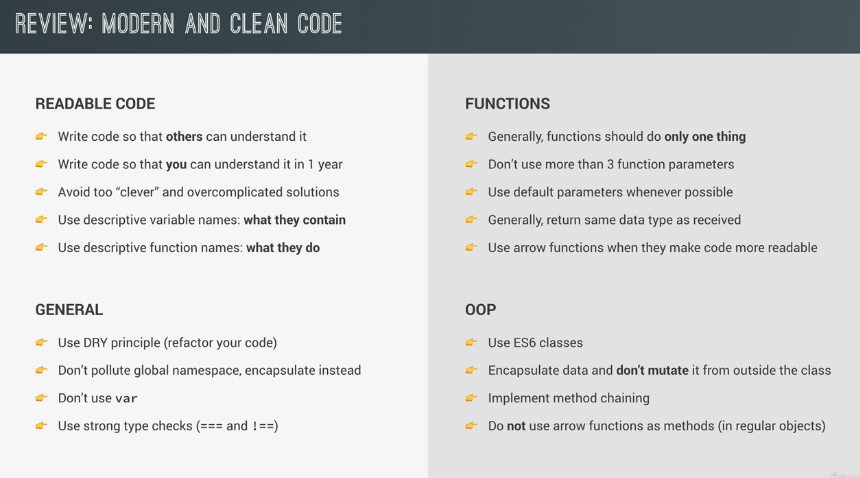 REVIEW: MODERN AND CLEAN CODE
READABLE CODE
Write code so that others can understand it
Write code so that you can understand it in 1 year
Avoid too “clever” and overcomplicated solutions
Use descriptive variable names: what they contain
Use descriptive function names: what they do
GENERAL
Use DRY principle (refactor your code)
Don’t pollute global namespace, encapsulate instead
Don’t use var
Use strong type checks (=== and !==)
FUNCTIONS
Generally, functions should do only one thing
Don’t use more than 3 function parameters
Use default parameters whenever possible
Generally, return same data type as received
Use arrow functions when they make code more readable
OOP
Use ES6 classes
Encapsulate data and don’t mutate it from outside the class
Implement method chaining
Do not use arrow functions as methods (in regular objects)